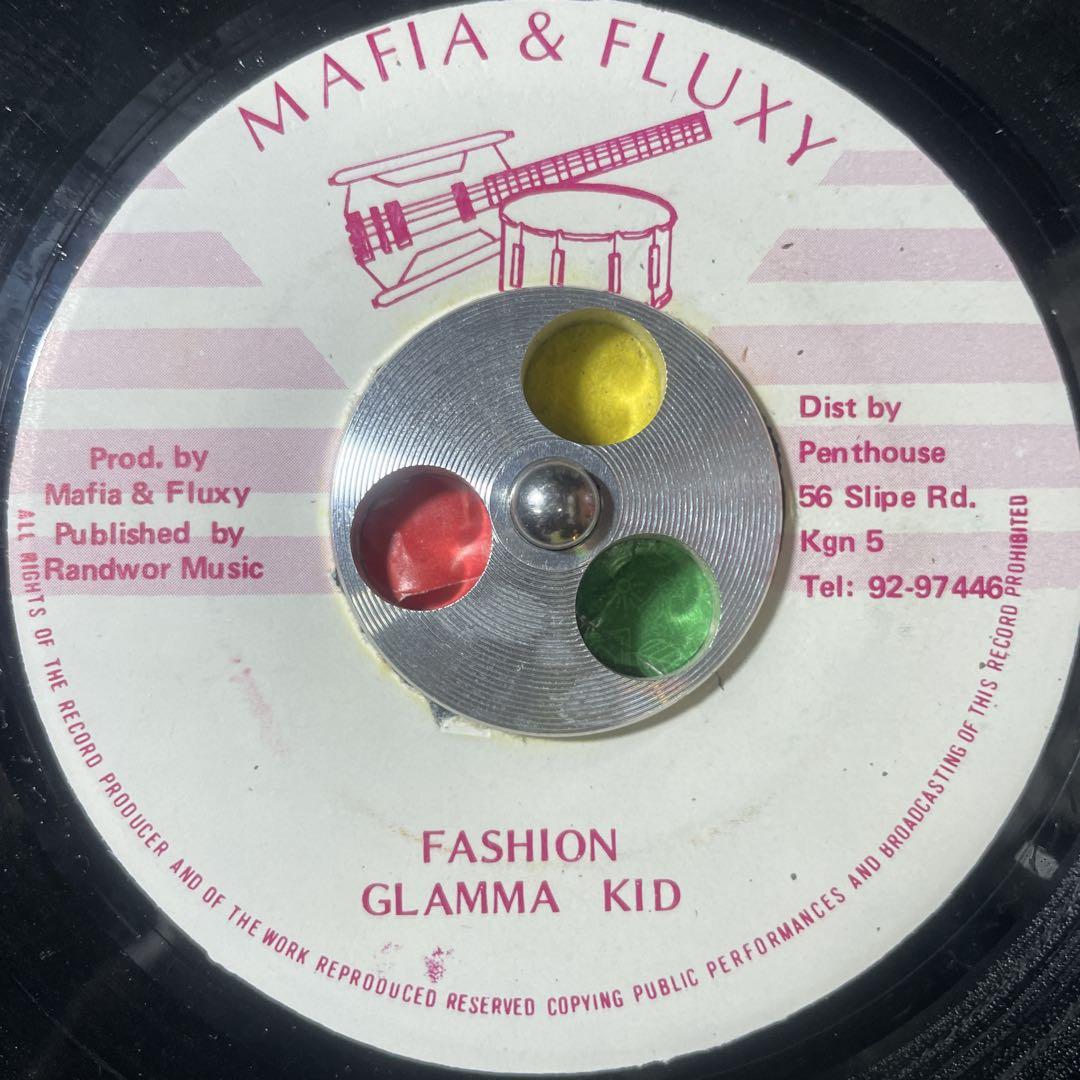 MAFIA & FLUXY
Prod. by
Mafia & Fluxy
Published by
Randwor Music
Dist by
Penthouse
56 Slipe Rd.
Kgn 5
Tel: 92-97446
FASHION
GLAMMA KID
ALL RIGHTS OF THE RECORD PRODUCER AND OF THE WORK REPRODUCED RESERVED COPYING PUBLIC PERFORMANCES AND BROADCASTING OF THIS RECORD PROHIBITED